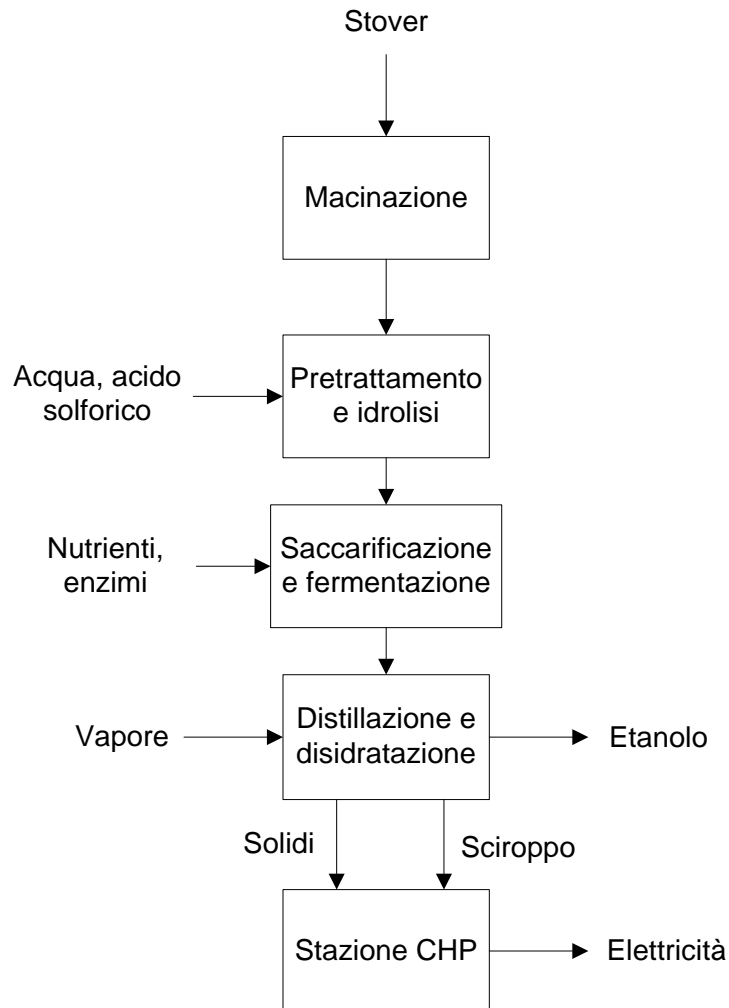 Stover
Macinazione
Acqua, acido
solforico
Pretrattamento
e idrolisi
Nutrienti,
enzimi
Saccarificazione
e fermentazione
Vapore
Distillazione e
disidratazione
Etanolo
Solidi
Sciroppo
Stazione CHP
Elettricità